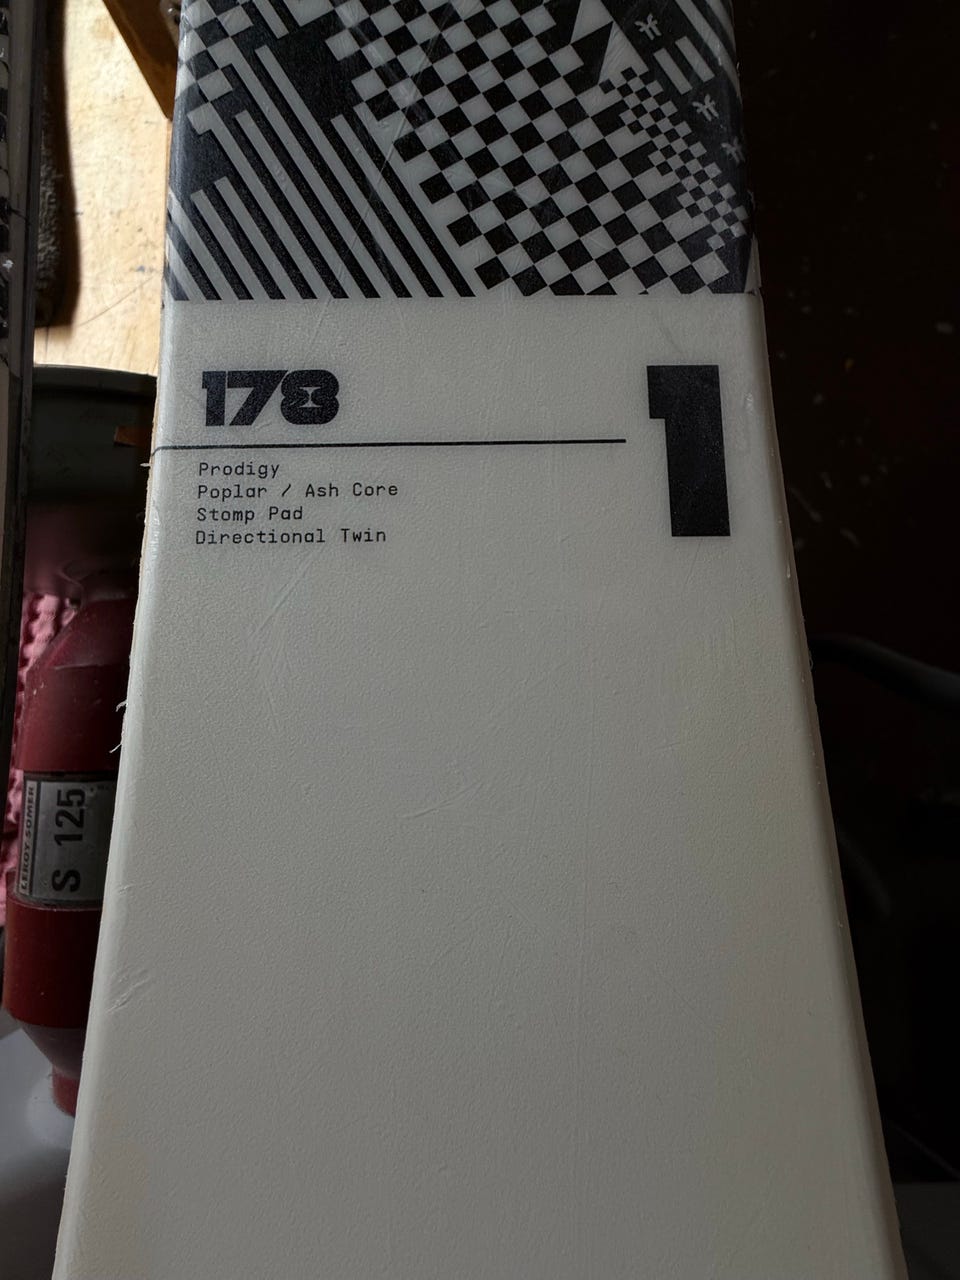 178
1
Prodigy
Poplar / Ash Core
Stomp Pad
Directional Twin
LEROY SOMER
S 125